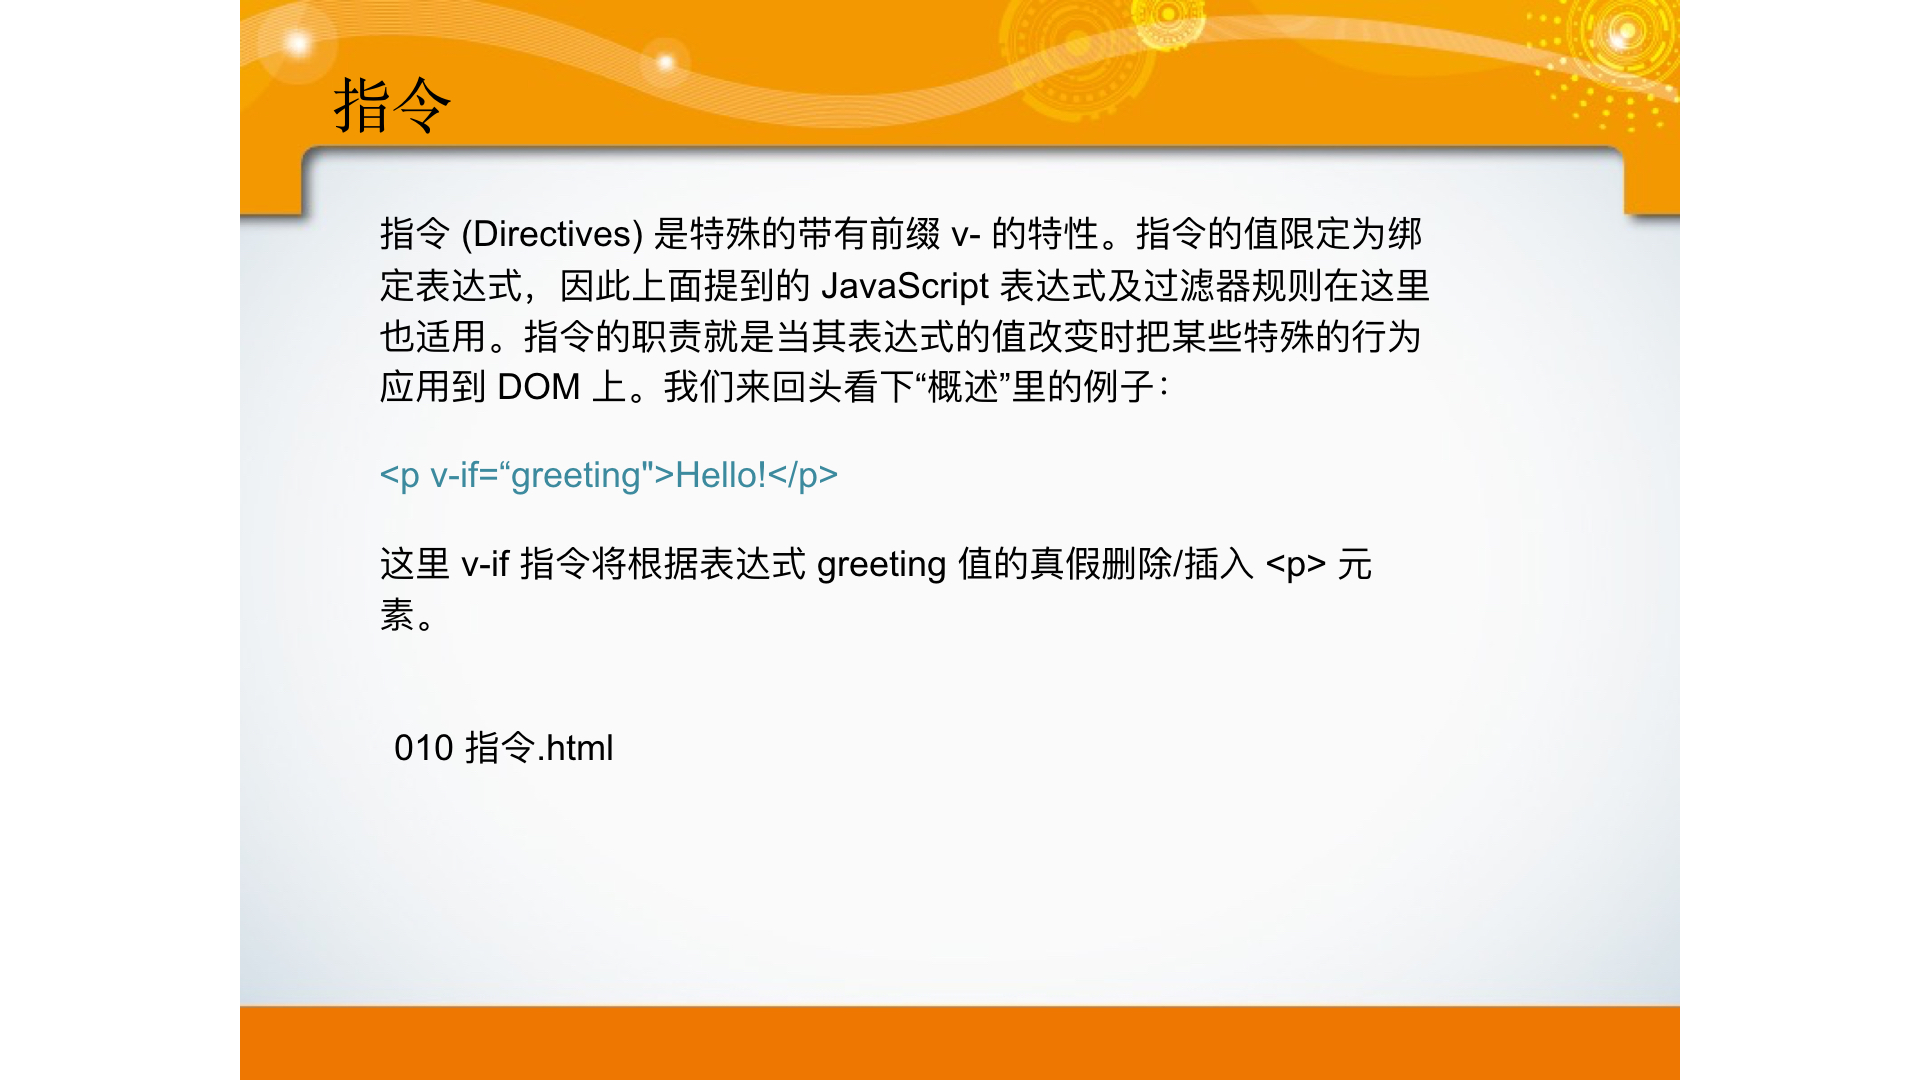 指令
指令 (Directives) 是特殊的带有前缀 v- 的特性。指令的值限定为绑
定表达式，因此上面提到的 JavaScript 表达式及过滤器规则在这里
也适用。指令的职责就是当其表达式的值改变时把某些特殊的行为
应用到 DOM 上。我们来回头看下“概述”里的例子：
<p v-if=“greeting">Hello!</p>
这里 v-if 指令将根据表达式 greeting 值的真假删除/插入 <p> 元
素。
010 指令.html